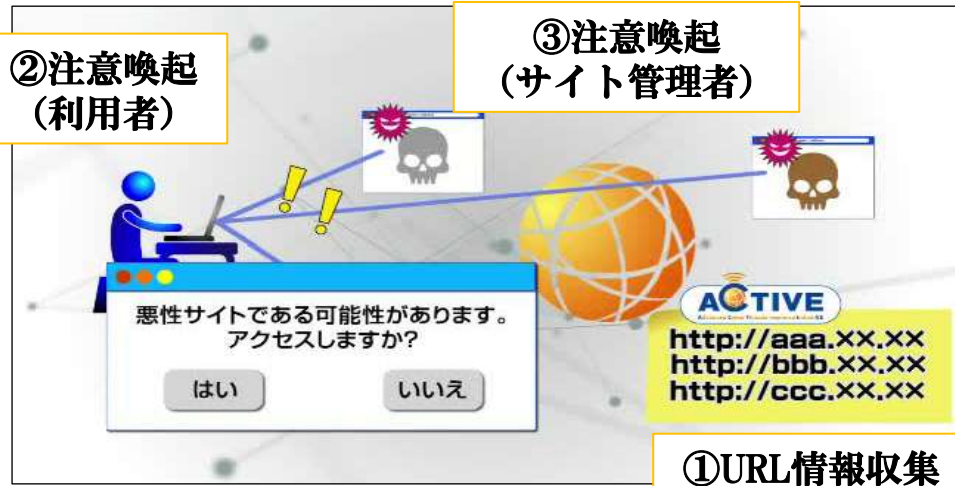 ②注意喚起
(利用者)
③注意喚起
(サイト管理者)
悪性サイトである可能性があります。
アクセスしますか?
はい
いいえ
ACTIVE
http://aaa.××.××
http://bbb.××.××
http://ccc.××.××
①URL情報収集